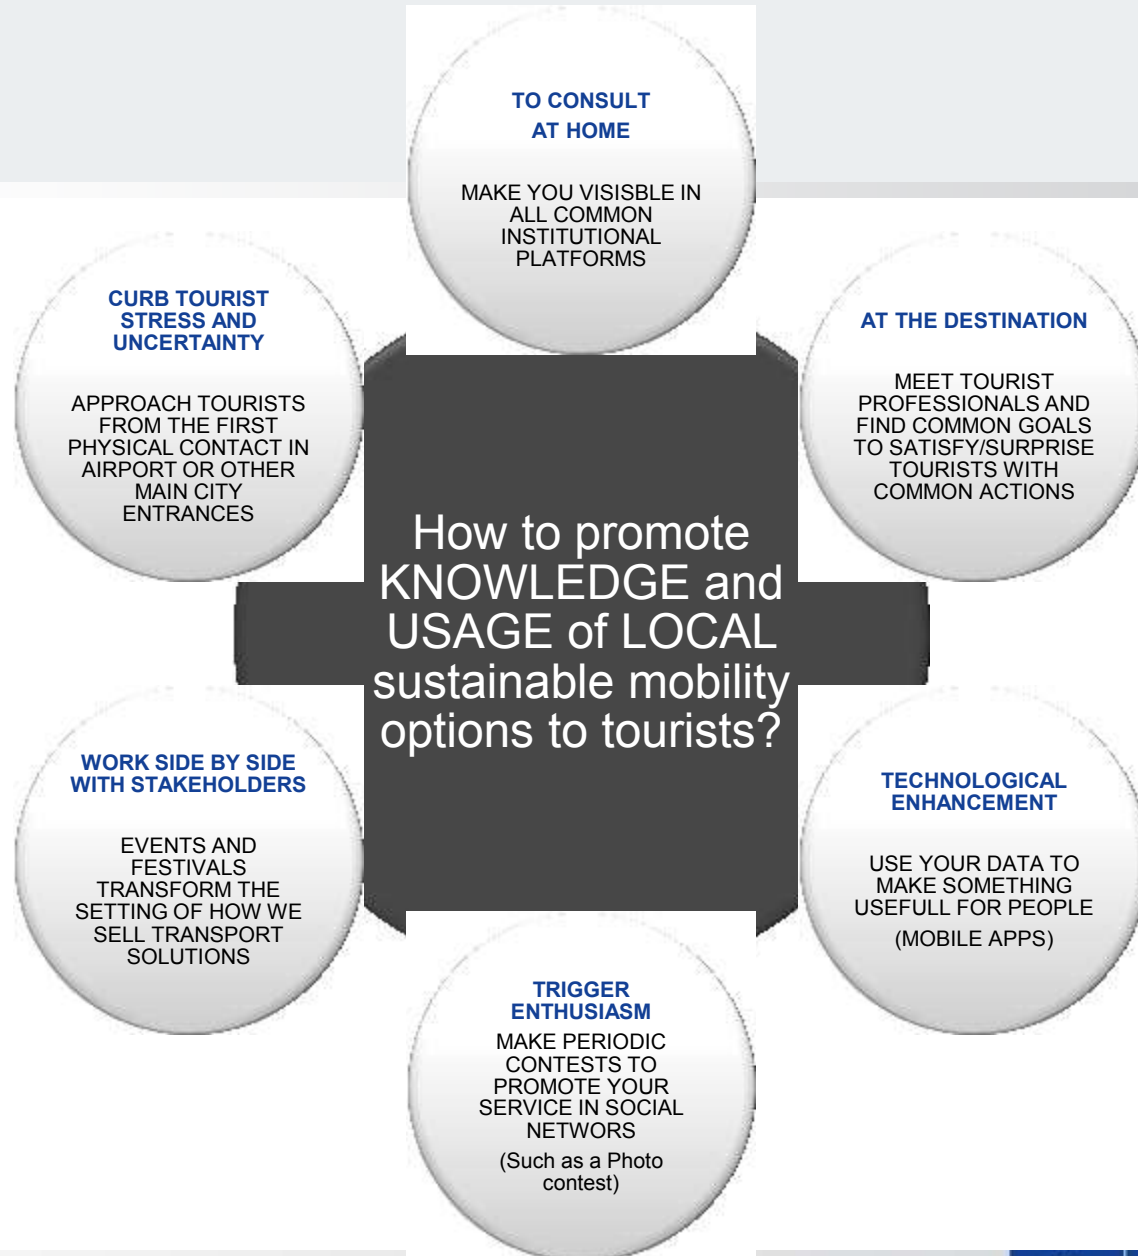 TO CONSULT
AT HOME
MAKE YOU VISISBLE IN
ALL COMMON
INSTITUTIONAL
PLATFORMS
CURB TOURIST
STRESS AND
UNCERTAINTY
APPROACH TOURISTS
FROM THE FIRST
PHYSICAL CONTACT IN
AIRPORT OR OTHER
MAIN CITY
ENTRANCES
AT THE DESTINATION
MEET TOURIST
PROFESSIONALS AND
FIND COMMON GOALS
TO SATISFY/SURPRISE
TOURISTS WITH
COMMON ACTIONS
How to promote
KNOWLEDGE and
USAGE of LOCAL
sustainable mobility
options to tourists?
WORK SIDE BY SIDE
WITH STAKEHOLDERS
EVENTS AND
FESTIVALS
TRANSFORM THE
SETTING OF HOW WE
SELL TRANSPORT
SOLUTIONS
TECHNOLOGICAL
ENHANCEMENT
USE YOUR DATA TO
MAKE SOMETHING
USEFULL FOR PEOPLE
(MOBILE APPS)
TRIGGER
ENTHUSIASM
MAKE PERIODIC
CONTESTS TO
PROMOTE YOUR
SERVICE IN SOCIAL
NETWORS
(Such as a Photo
contest)